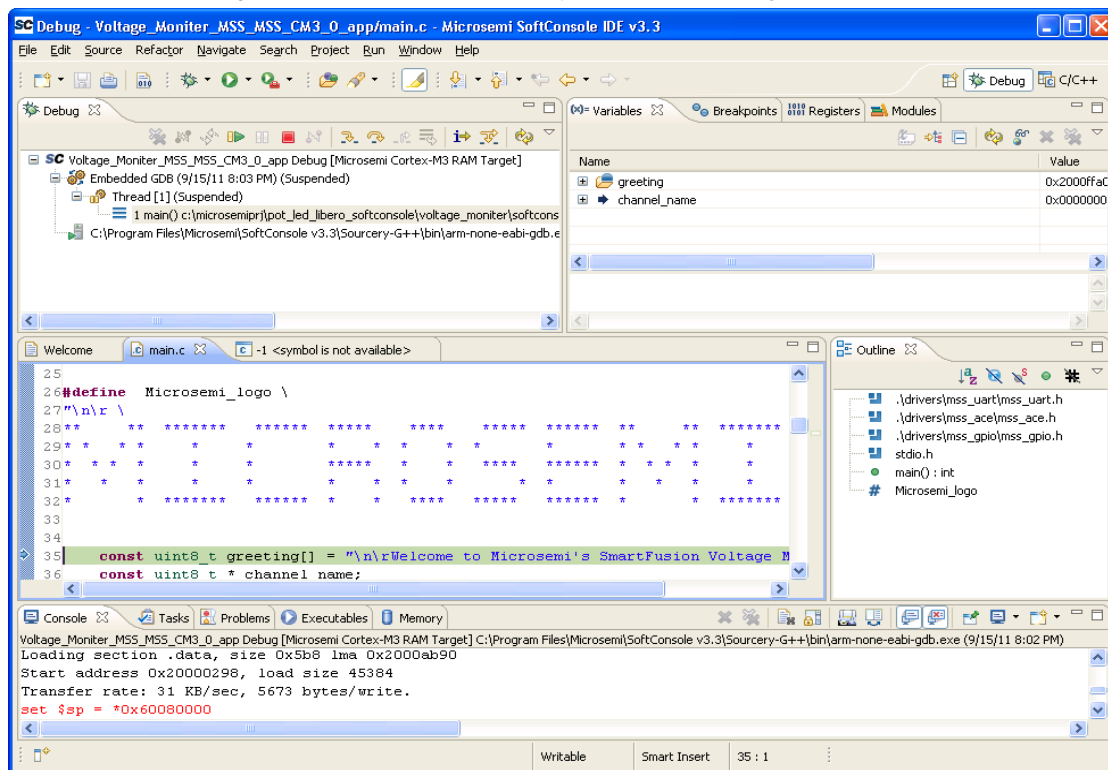 SC Debug - Voltage_Moniter_MSS_MSS_CM3_0_app/main.c - Microsemi SoftConsole IDE v3.3
File Edit Source Refactor Navigate Search Project Run Window Help
Debug C/C++
Debug
(x)= Variables Breakpoints Registers Modules
SC Voltage_Moniter_MSS_MSS_CM3_0_app Debug [Microsemi Cortex-M3 RAM Target]
Embedded GDB (9/15/11 8:03 PM) (Suspended)
Thread [1] (Suspended)
1 main() c:\microsemiprj\pot_led_libero_softconsole\voltage_moniter\softcons
C:\Program Files\Microsemi\SoftConsole v3.3\Sourcery-G++\bin\arm-none-eabi-gdb.e
Name Value
greeting 0x2000ffa0
channel_name 0x0000000
Welcome main.c -1 <symbol is not available>
25
26 #define Microsemi_logo \
27 "\n\r \
28 ** ** ******* ****** ***** **** ***** ****** ** ** *******
29 * * * * * * * * * * * * * * * *
30 * * * * * * ***** * * **** ****** * * * * *
31 * * * * * * * * * * * * * * *
32 * * ******* ****** * * **** ***** ****** * * *******
33
34
35 const uint8_t greeting[] = "\n\rWelcome to Microsemi's SmartFusion Voltage M
36 const uint8_t * channel_name;
Outline
.\drivers\mss_uart\mss_uart.h
.\drivers\mss_ace\mss_ace.h
.\drivers\mss_gpio\mss_gpio.h
stdio.h
main() : int
# Microsemi_logo
Console Tasks Problems Executables Memory
Voltage_Moniter_MSS_MSS_CM3_0_app Debug [Microsemi Cortex-M3 RAM Target] C:\Program Files\Microsemi\SoftConsole v3.3\Sourcery-G++\bin\arm-none-eabi-gdb.exe (9/15/11 8:02 PM)
Loading section .data, size 0x5b8 lma 0x2000ab90
Start address 0x20000298, load size 45384
Transfer rate: 31 KB/sec, 5673 bytes/write.
set $sp = *0x60080000
Writable Smart Insert 35 : 1